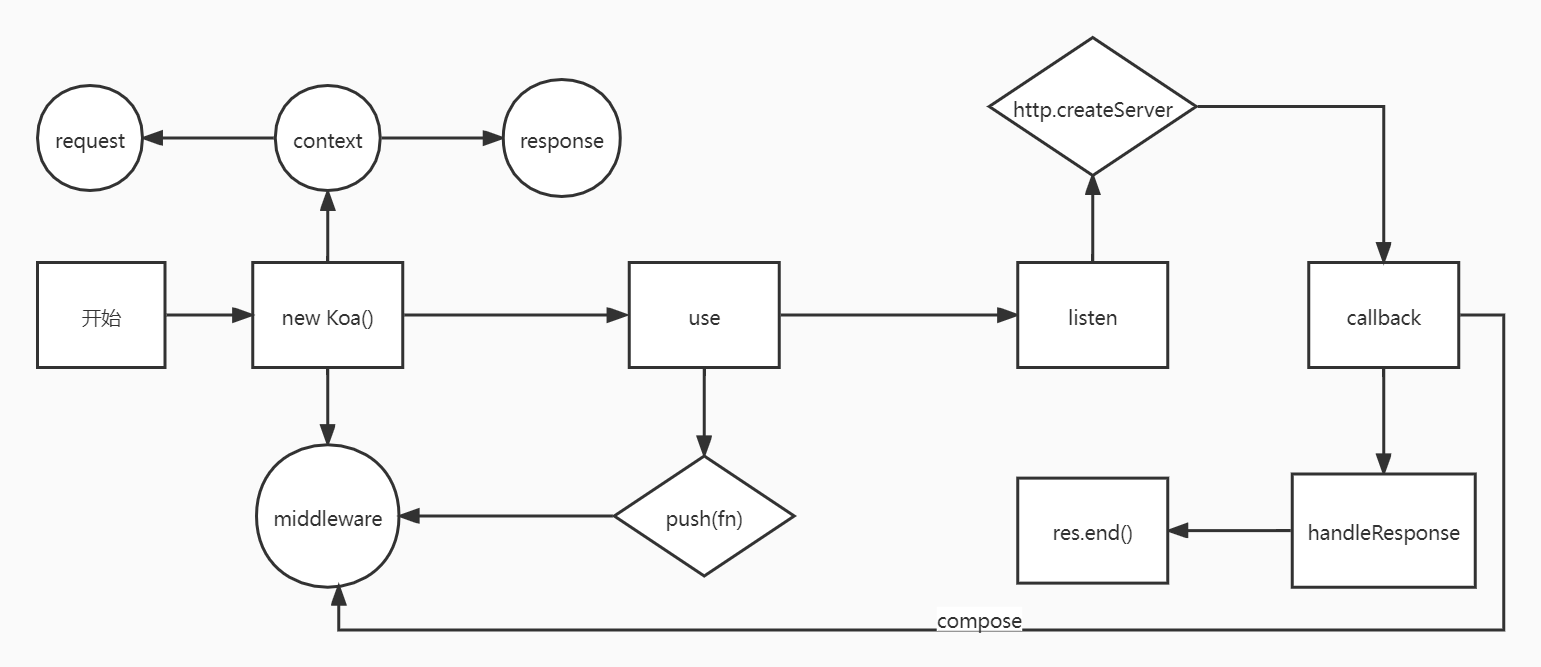 http.createServer
request
context
response
开始
new Koa()
use
listen
callback
middleware
push(fn)
res.end()
handleResponse
compose